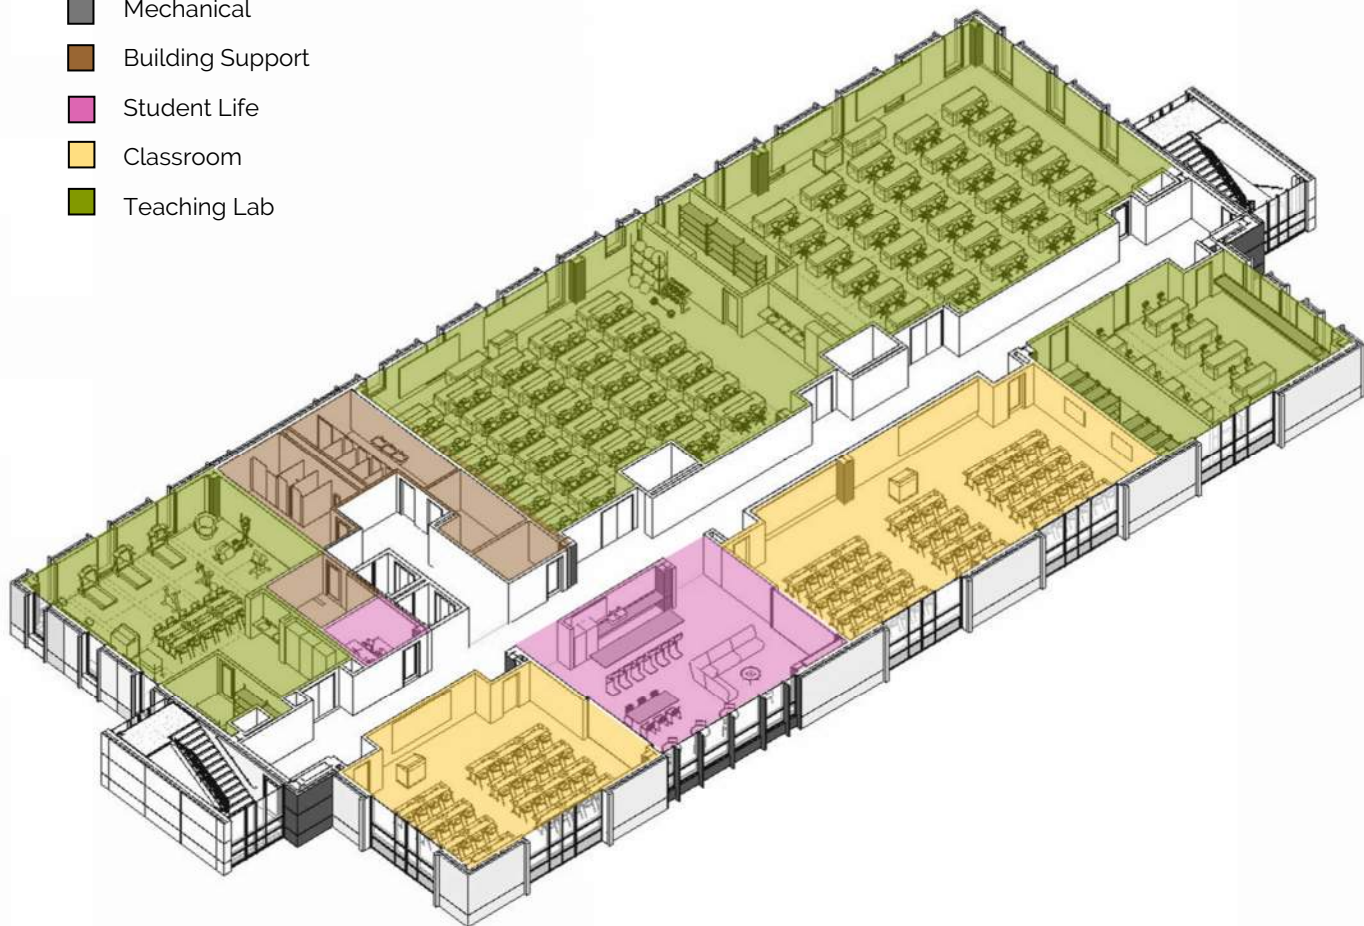 Mechanical
Building Support
Student Life
Classroom
Teaching Lab